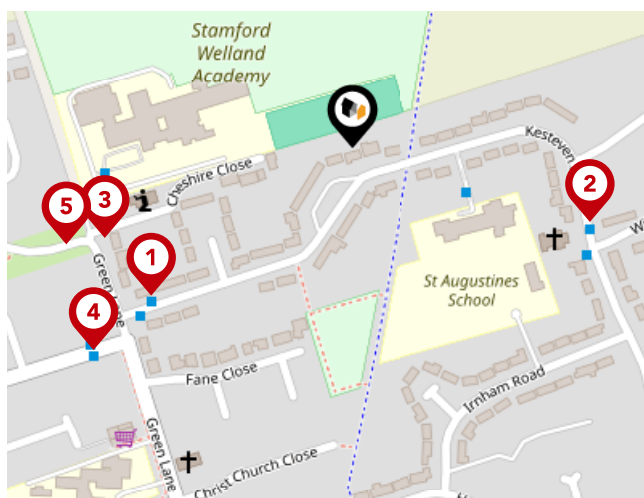 Stamford
Welland
Academy
Kesteven
Cheshire Close
5
3
2
1
4
Green Lane
St Augustines
School
Fane Close
Irnham Road
Green Lane
Christ Church Close